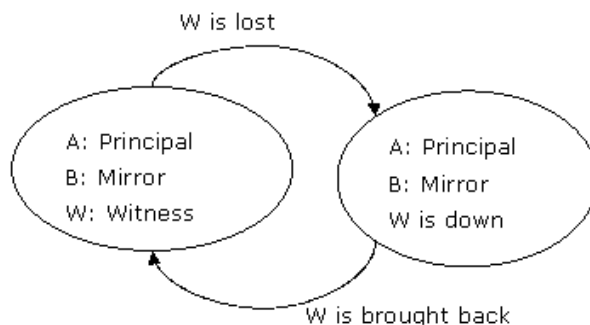 W is lost
A: Principal
B: Mirror
W: Witness
A: Principal
B: Mirror
W is down
W is brought back